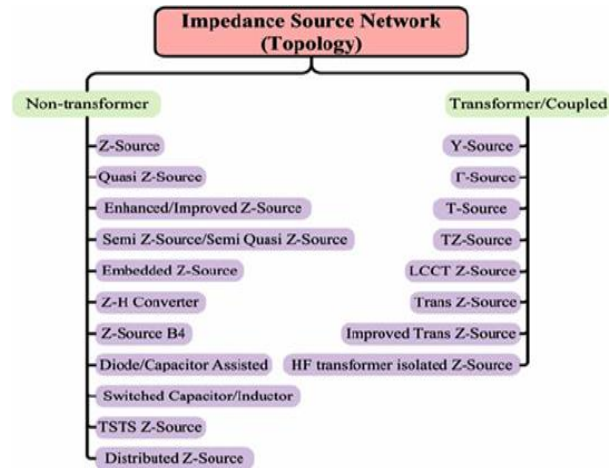 Impedance Source Network
(Topology)
Non-transformer
Transformer/Coupled
Z-Source
Quasi Z-Source
Enhanced/Improved Z-Source
Semi Z-Source/Semi Quasi Z-Source
Embedded Z-Source
Z-H Converter
Z-Source B4
Diode/Capacitor Assisted
Switched Capacitor/Inductor
TSTS Z-Source
Distributed Z-Source
Y-Source
Γ-Source
T-Source
TZ-Source
LCCT Z-Source
Trans Z-Source
Improved Trans Z-Source
HF transformer isolated Z-Source